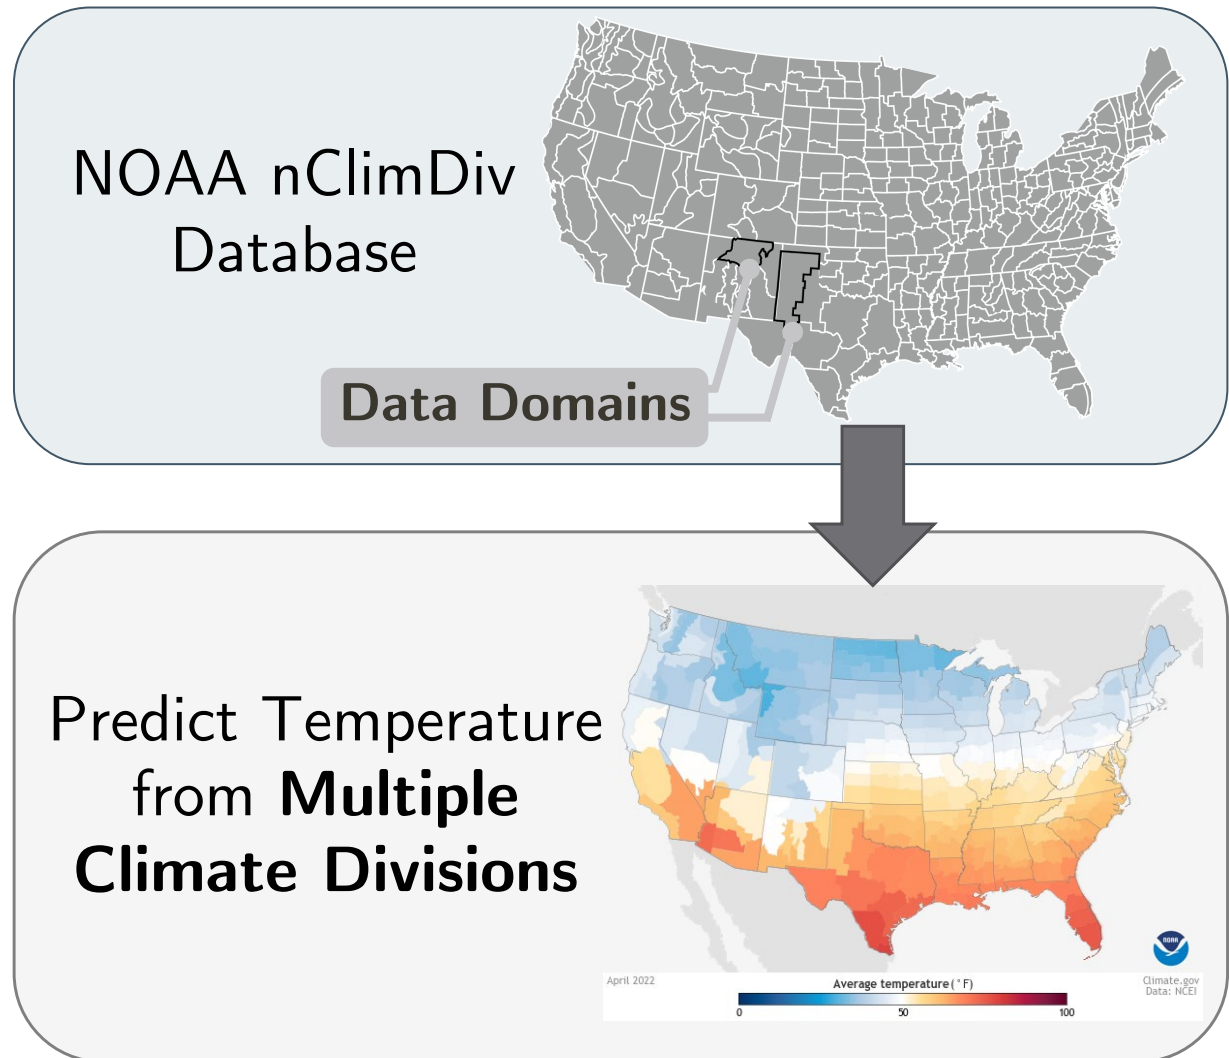 NOAA nClimDiv
Database
Data Domains
Predict Temperature
from Multiple
Climate Divisions
NOAA
April 2022
Average temperature (°F)
Climate.gov
Data: NCEI
0
50
100